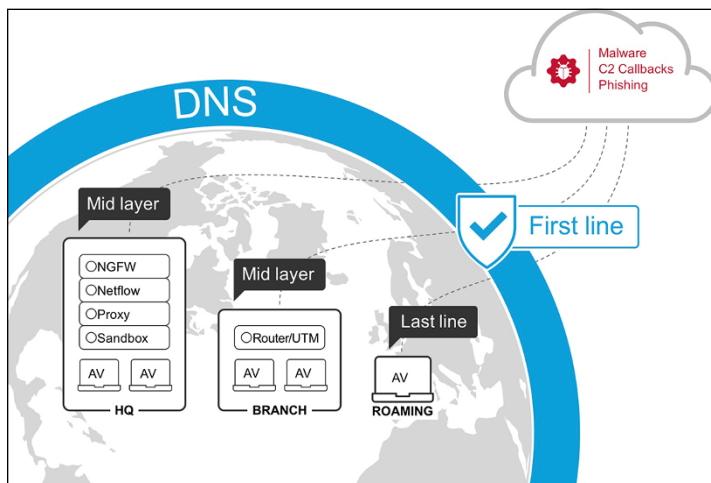 Malware
C2 Callbacks
Phishing
DNS
First line
Mid layer
NGFW
Netflow
Proxy
Sandbox
AV AV
HQ
Mid layer
Router/UTM
AV AV
BRANCH
Last line
AV
ROAMING